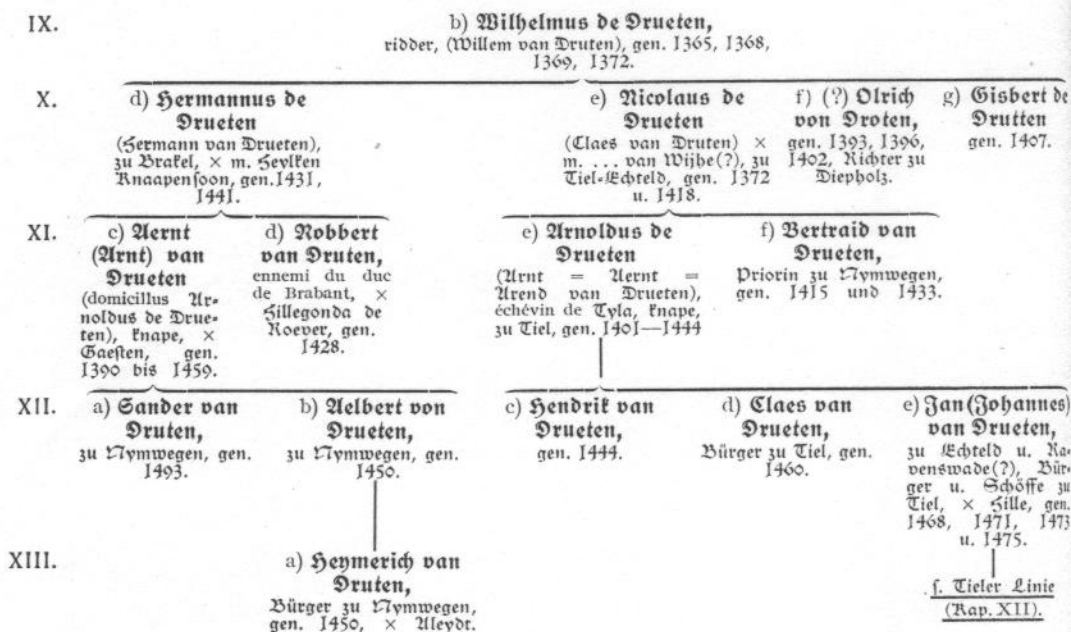 IX.
b) Wilhelmus de Drueten,
ridder, (Willem van Druten), gen. 1365, 1368,
1369, 1372.
X.
d) Hermannus de
Drueten
(Hermann van Drueten),
zu Brakel, × m. Heylken
Knaapensoon, gen. 1431,
1441.
e) Nicolaus de
Drueten
(Claes van Druten) ×
m. ... van Wijhe(?), zu
Tiel-Echteld, gen. 1372
u. 1418.
f) (?) Olrich
von Droten,
gen. 1393, 1396,
1402, Richter zu
Diepholz.
g) Gisbert de
Drutten
gen. 1407.
XI.
c) Aernt
(Arnt) van
Drueten
(domicillus Ar-
noldus de Drue-
ten), knape, ×
Gaesten, gen.
1390 bis 1459.
d) Robbert
van Druten,
ennemi du duc
de Brabant, ×
Hillegonda de
Roever, gen.
1428.
e) Arnoldus de
Drueten
(Arnt = Aernt =
Arend van Drueten),
échévin de Tyla, knape,
zu Tiel, gen. 1401—1444
f) Bertraid van
Drueten,
Priorin zu Nymwegen,
gen. 1415 und 1433.
XII.
a) Sander van
Druten,
zu Nymwegen, gen.
1493.
b) Aelbert von
Druten,
zu Nymwegen, gen.
1450.
c) Hendrik van
Drueten,
gen. 1444.
d) Claes van
Drueten,
Bürger zu Tiel, gen.
1460.
e) Jan (Johannes)
van Drueten,
zu Echteld u. Ra-
venswade(?), Bür-
ger u. Schöffe zu
Tiel, × Hille, gen.
1468, 1471, 1473
u. 1475.
XIII.
a) Heymerich van
Druten,
Bürger zu Nymwegen,
gen. 1450, × Aleydt.
s. Tieler Linie
(Kap. XII).